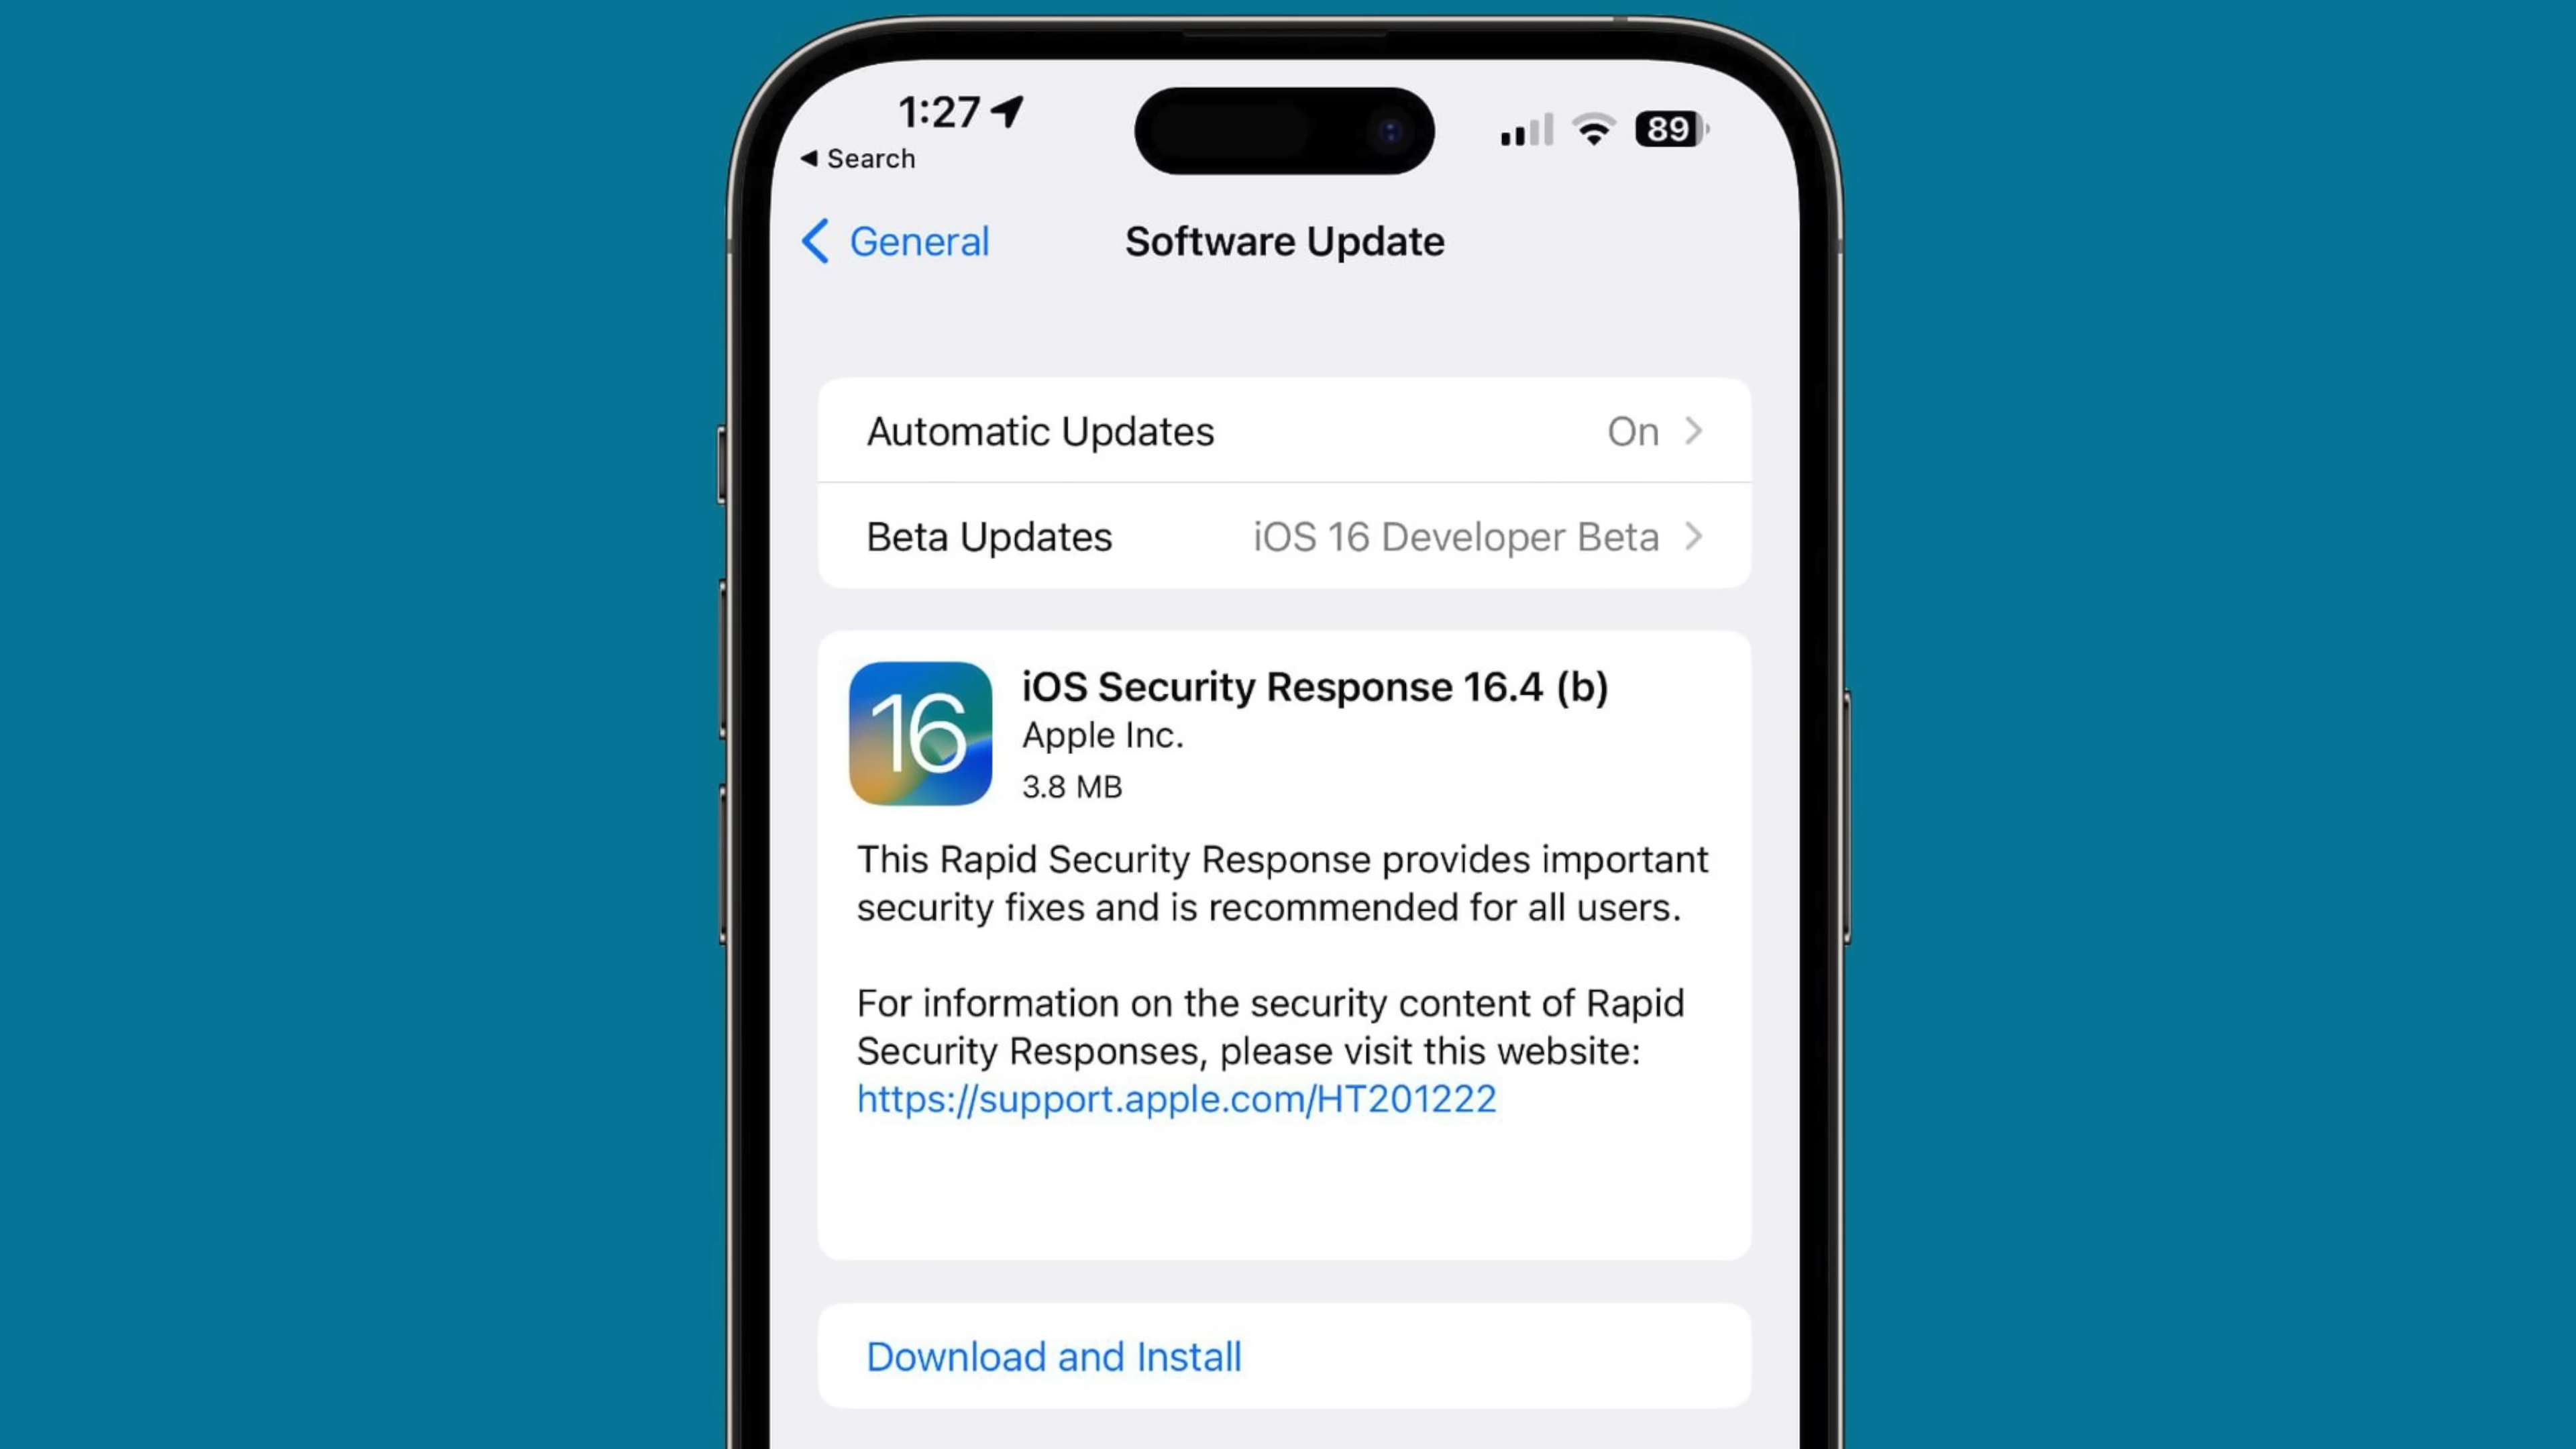 1:27
Search
89
General
Software Update
Automatic Updates
On
Beta Updates
iOS 16 Developer Beta
16
iOS Security Response 16.4 (b)
Apple Inc.
3.8 MB
This Rapid Security Response provides important
security fixes and is recommended for all users.
For information on the security content of Rapid
Security Responses, please visit this website:
https://support.apple.com/HT201222
Download and Install